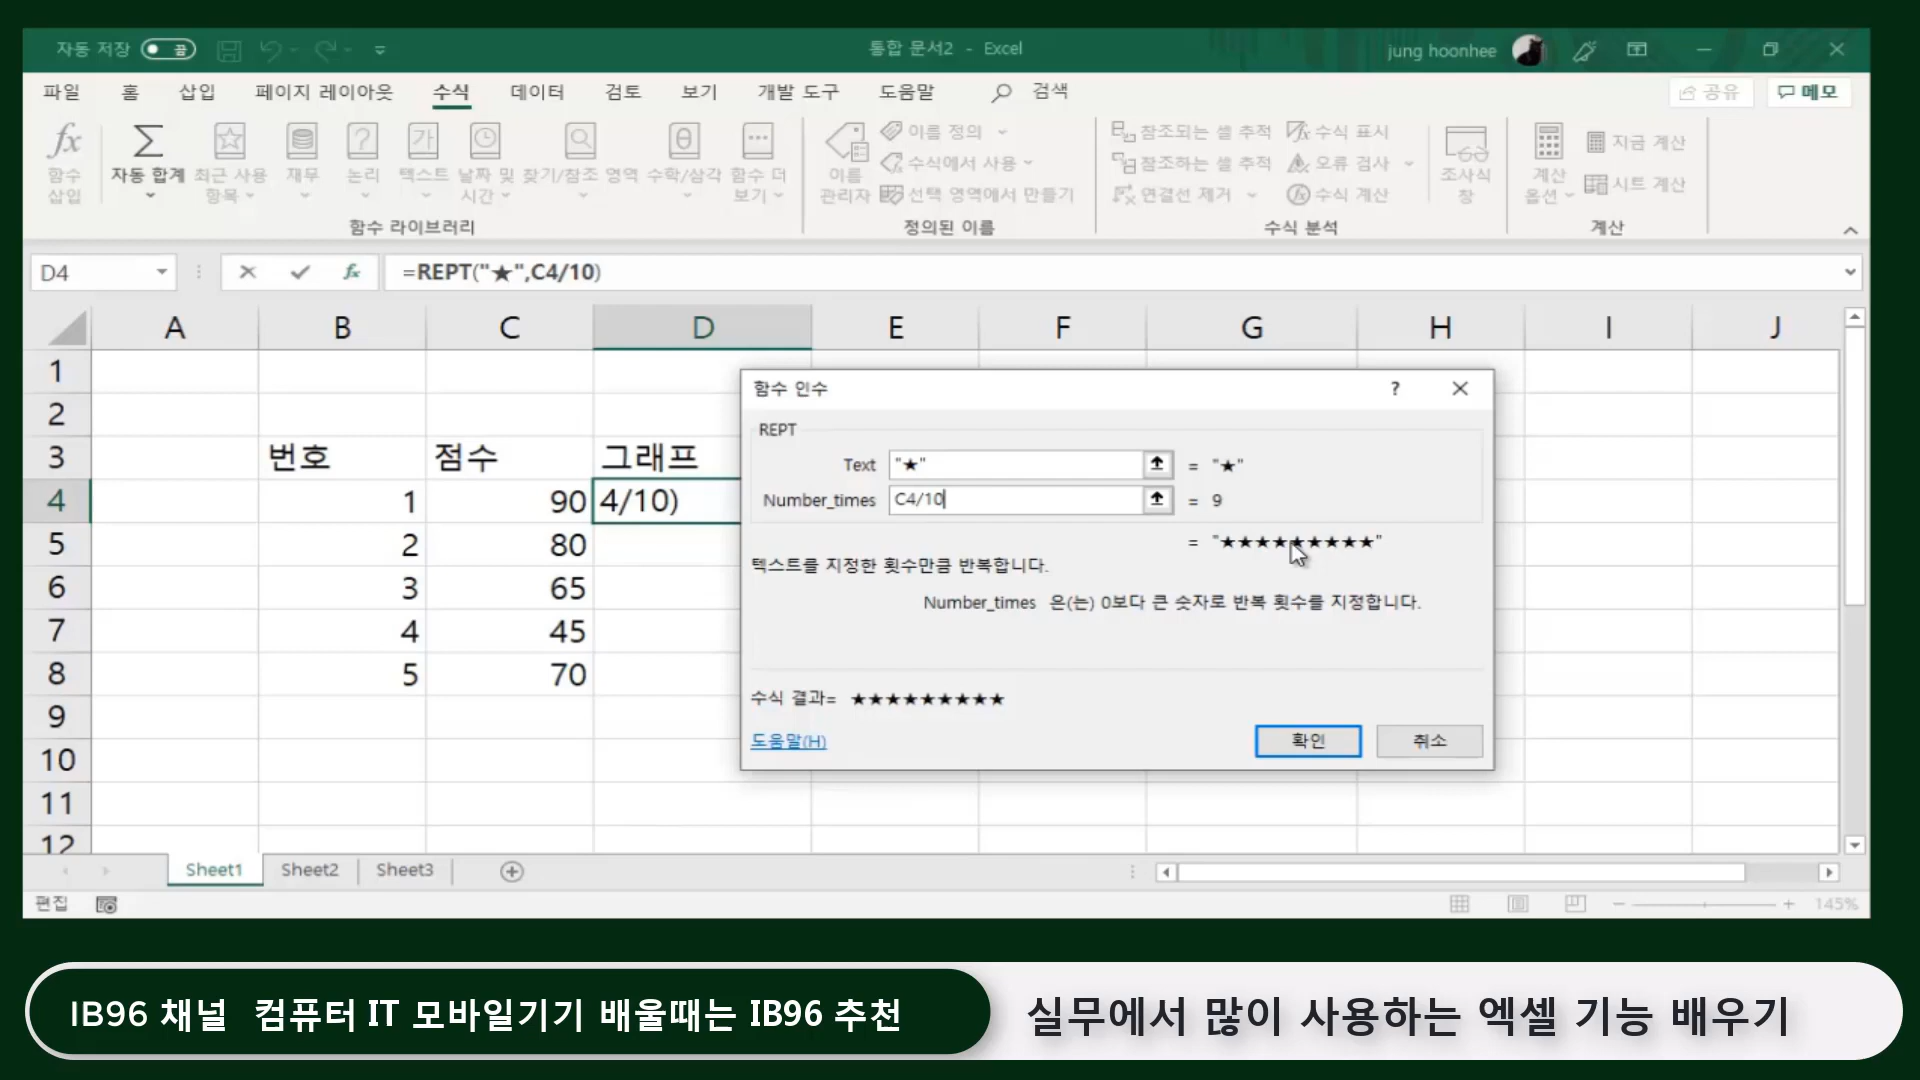 자동 저장 끔
통합 문서2 - Excel
jung hoonhee
파일 홈 삽입 페이지 레이아웃 수식 데이터 검토 보기 개발 도구 도움말 검색 공유 메모
함수 삽입
자동 합계
최근 사용 항목
재무
논리
텍스트
날짜 및 시간
찾기/참조 영역
수학/삼각
함수 더 보기
함수 라이브러리
이름 관리자
이름 정의
수식에서 사용
선택 영역에서 만들기
정의된 이름
참조되는 셀 추적
참조하는 셀 추적
연결선 제거
수식 표시
오류 검사
수식 계산
수식 분석
조사식 창
계산 옵션
지금 계산
시트 계산
계산
D4
fx =REPT("★",C4/10)
A B C D E F G H I J
1
2
3 번호 점수 그래프
4 1 90 4/10)
5 2 80
6 3 65
7 4 45
8 5 70
9
10
11
12
함수 인수 ?
REPT
Text "★" = "★"
Number_times C4/10 = 9
= "★★★★★★★★★"
텍스트를 지정한 횟수만큼 반복합니다.
Number_times 은(는) 0보다 큰 숫자로 반복 횟수를 지정합니다.
수식 결과= ★★★★★★★★★
도움말(H) 확인 취소
Sheet1 Sheet2 Sheet3
편집 145%
IB96 채널 컴퓨터 IT 모바일기기 배울때는 IB96 추천
실무에서 많이 사용하는 엑셀 기능 배우기